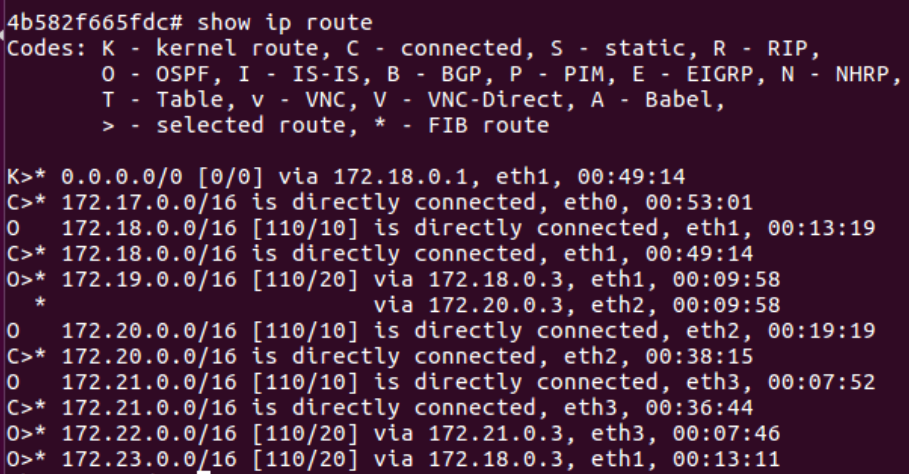 4b582f665fdc# show ip route
Codes: K - kernel route, C - connected, S - static, R - RIP,
       O - OSPF, I - IS-IS, B - BGP, P - PIM, E - EIGRP, N - NHRP,
       T - Table, v - VNC, V - VNC-Direct, A - Babel,
       > - selected route, * - FIB route

K>* 0.0.0.0/0 [0/0] via 172.18.0.1, eth1, 00:49:14
C>* 172.17.0.0/16 is directly connected, eth0, 00:53:01
O   172.18.0.0/16 [110/10] is directly connected, eth1, 00:13:19
C>* 172.18.0.0/16 is directly connected, eth1, 00:49:14
O>* 172.19.0.0/16 [110/20] via 172.18.0.3, eth1, 00:09:58
  *                        via 172.20.0.3, eth2, 00:09:58
O   172.20.0.0/16 [110/10] is directly connected, eth2, 00:19:19
C>* 172.20.0.0/16 is directly connected, eth2, 00:38:15
O   172.21.0.0/16 [110/10] is directly connected, eth3, 00:07:52
C>* 172.21.0.0/16 is directly connected, eth3, 00:36:44
O>* 172.22.0.0/16 [110/20] via 172.21.0.3, eth3, 00:07:46
O>* 172.23.0.0/16 [110/20] via 172.18.0.3, eth1, 00:13:11